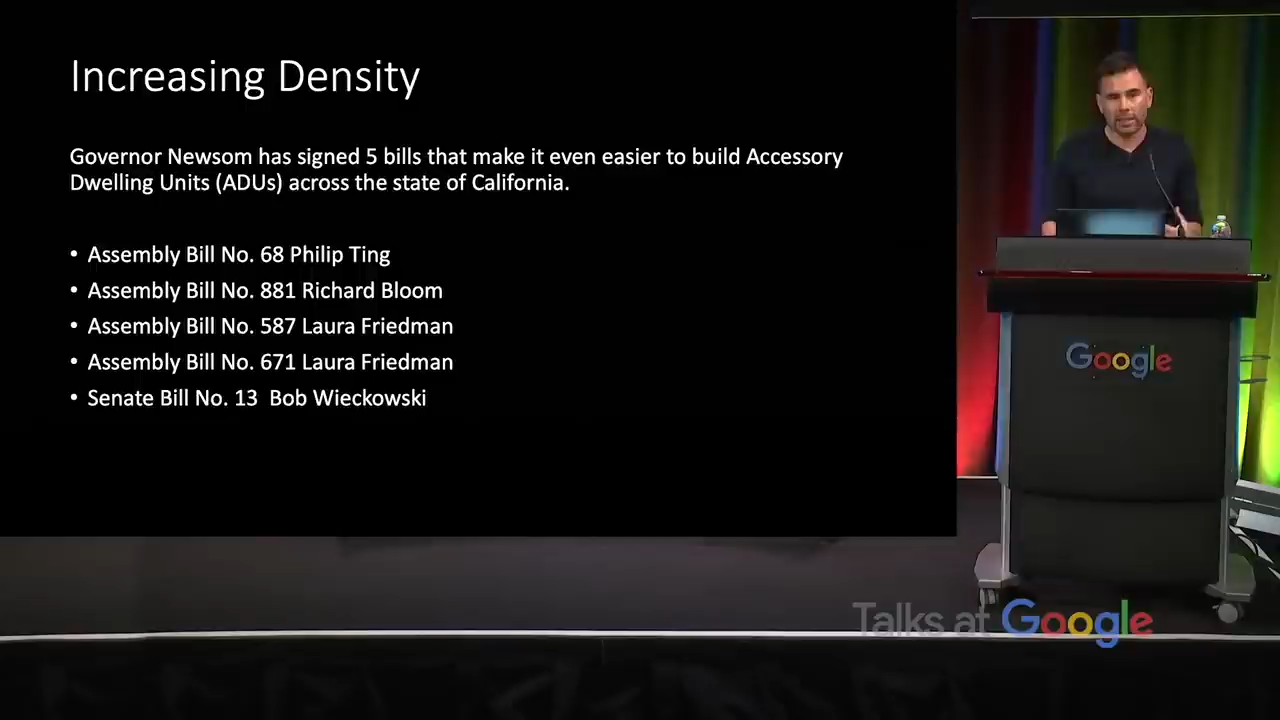 Increasing Density
Governor Newsom has signed 5 bills that make it even easier to build Accessory
Dwelling Units (ADUs) across the state of California.
• Assembly Bill No. 68 Philip Ting
• Assembly Bill No. 881 Richard Bloom
• Assembly Bill No. 587 Laura Friedman
• Assembly Bill No. 671 Laura Friedman
• Senate Bill No. 13  Bob Wieckowski
Google
Talks at Google